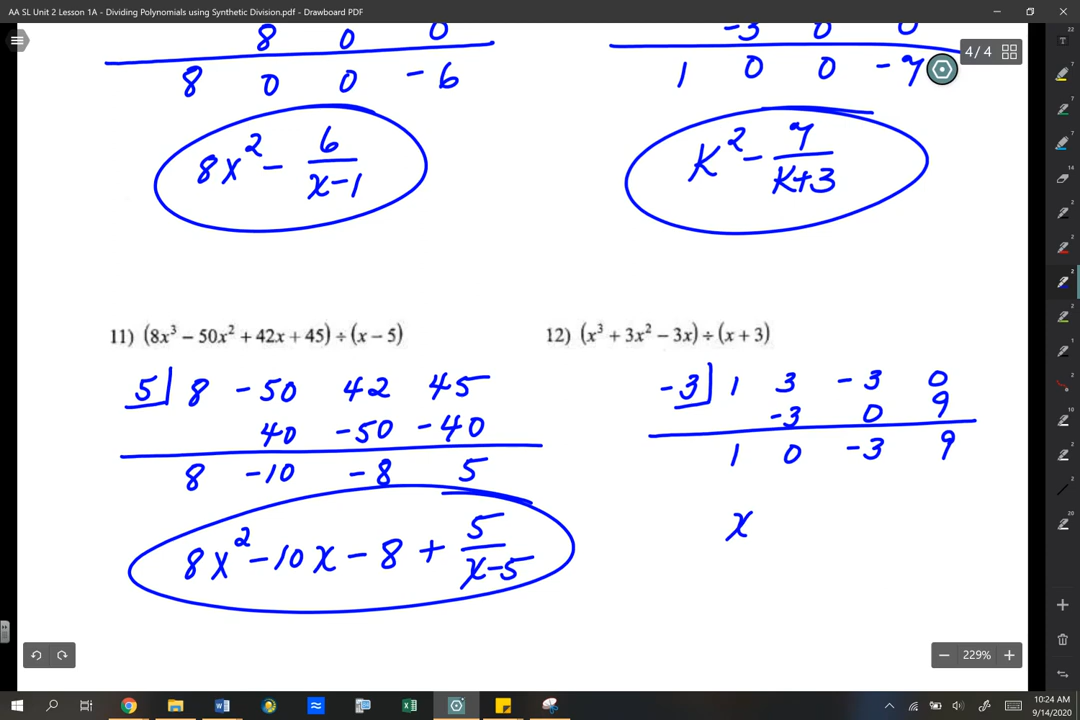 AA SL Unit 2 Lesson 1A - Dividing Polynomials using Synthetic Division.pdf - Drawboard PDF
4/4
8 0 0
8 0 0 -6
8x² - 6/(x-1)
-3 0 0
1 0 0 -7
K² - 7/(K+3)
11) (8x³ − 50x² + 42x + 45) ÷ (x − 5)
5| 8 -50 42 45
40 -50 -40
8 -10 -8 5
8x² - 10x - 8 + 5/(x-5)
12) (x³ + 3x² − 3x) ÷ (x + 3)
-3| 1 3 -3 0
-3 0 9
1 0 -3 9
x
229%
10:24 AM
9/14/2020